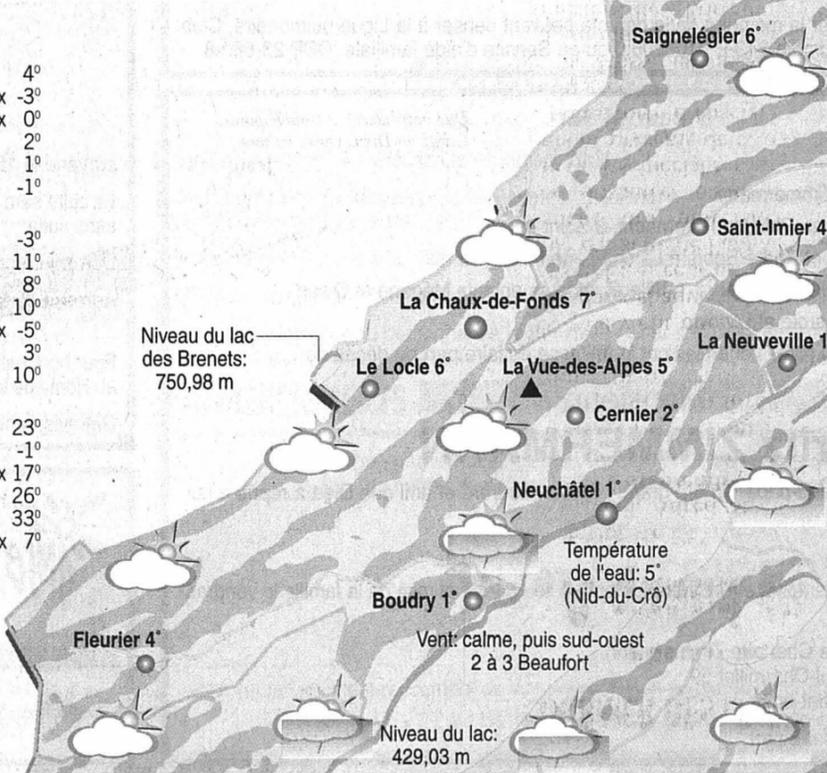 Saignelégier 6°
4°
x -3°
x 0°
2°
1°
-1°
-3°
11°
8°
10°
x -5°
3°
10°
23°
-1°
x 17°
26°
33°
x 7°
Saint-Imier 4
La Chaux-de-Fonds 7°
Niveau du lac
des Brenets:
750,98 m
La Neuveville 1
Le Locle 6°
La Vue-des-Alpes 5°
Cernier 2°
Neuchâtel 1°
Température
de l'eau: 5°
(Nid-du-Crô)
Boudry 1°
Vent: calme, puis sud-ouest
2 à 3 Beaufort
Fleurier 4°
Niveau du lac:
429,03 m